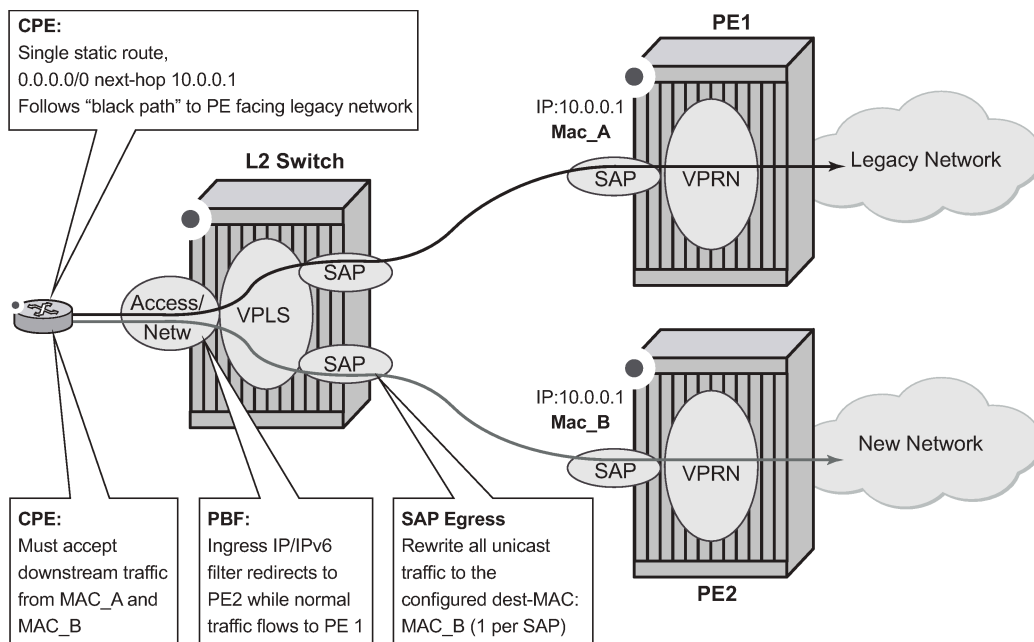 CPE:
Single static route,
0.0.0.0/0 next-hop 10.0.0.1
Follows “black path” to PE facing legacy network
PE1
IP:10.0.0.1
Mac_A
SAP
VPRN
Legacy Network
L2 Switch
SAP
Access/
Netw
VPLS
SAP
IP:10.0.0.1
Mac_B
SAP
VPRN
New Network
PE2
CPE:
Must accept
downstream traffic
from MAC_A and
MAC_B
PBF:
Ingress IP/IPv6
filter redirects to
PE2 while normal
traffic flows to PE 1
SAP Egress
Rewrite all unicast
traffic to the
configured dest-MAC:
MAC_B (1 per SAP)